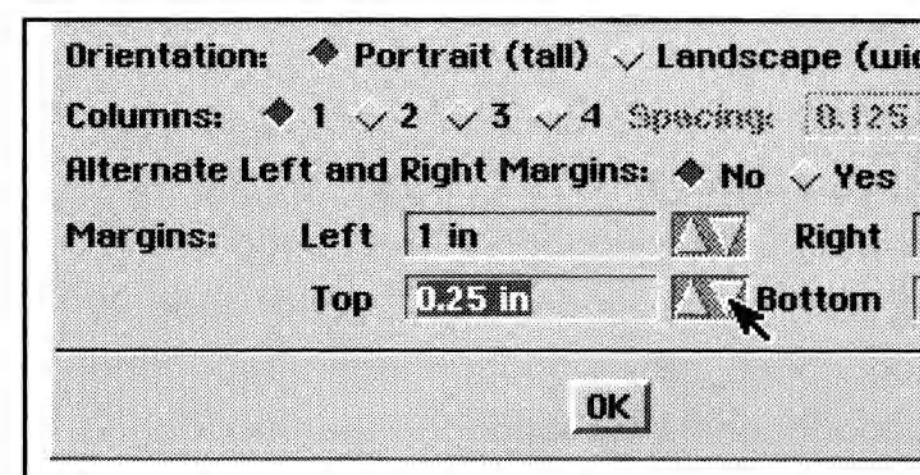 Orientation: Portrait (tall) Landscape (wid
Columns: 1 2 3 4 Spacing: 0.125
Alternate Left and Right Margins: No Yes
Margins: Left 1 in Right
Top 0.25 in Bottom
OK